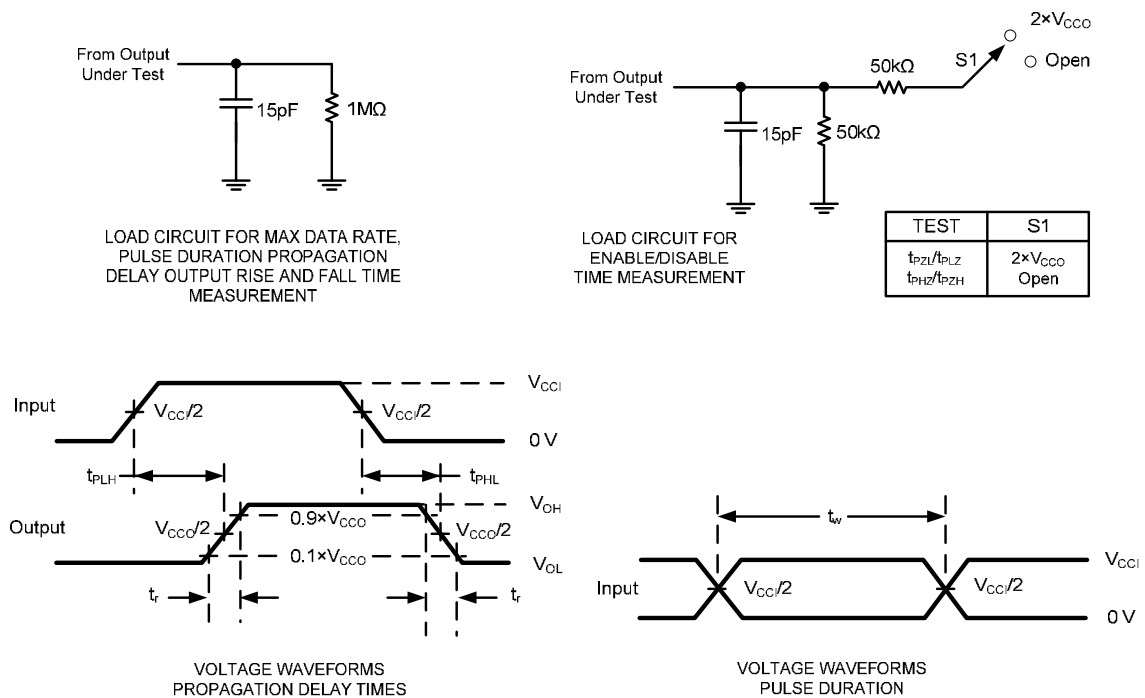 From Output
Under Test
15pF
1MΩ
LOAD CIRCUIT FOR MAX DATA RATE,
PULSE DURATION PROPAGATION
DELAY OUTPUT RISE AND FALL TIME
MEASUREMENT
2×VCCO
S1
Open
50kΩ
From Output
Under Test
15pF
50kΩ
LOAD CIRCUIT FOR
ENABLE/DISABLE
TIME MEASUREMENT
TEST S1
tPZL/tPLZ 2×VCCO
tPHZ/tPZH Open
VCCI
Input
VCCI/2
VCCI/2
0 V
tPLH
tPHL
VOH
Output
VCCO/2
0.9×VCCO
VCCO/2
0.1×VCCO
VOL
tr
tr
VOLTAGE WAVEFORMS
PROPAGATION DELAY TIMES
tw
VCCI
Input
VCCI/2
VCCI/2
0 V
VOLTAGE WAVEFORMS
PULSE DURATION